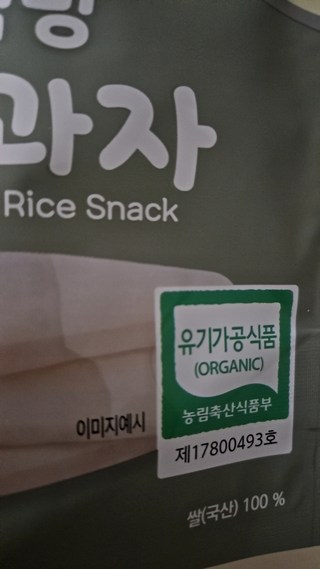 과자
Rice Snack
유기가공식품
(ORGANIC)
농림축산식품부
제17800493호
이미지예시
쌀(국산) 100 %